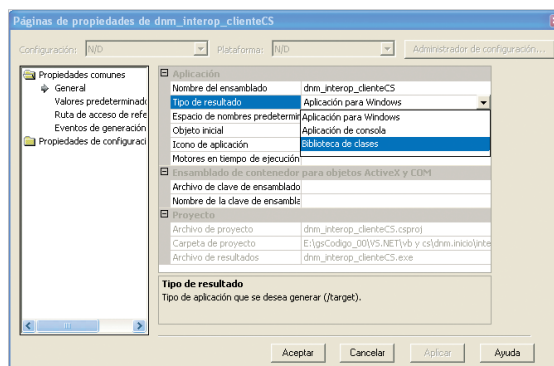 Páginas de propiedades de dnm_interop_clienteCS
Configuración: N/D Plataforma: N/D Administrador de configuración...
Propiedades comunes
General
Valores predeterminado
Ruta de acceso de refe
Eventos de generación
Propiedades de configuraci
Aplicación
Nombre del ensamblado dnm_interop_clienteCS
Tipo de resultado Aplicación para Windows
Espacio de nombres predetermin Aplicación para Windows
Objeto inicial Aplicación de consola
Icono de aplicación Biblioteca de clases
Motores en tiempo de ejecución
Ensamblado de contenedor para objetos ActiveX y COM
Archivo de clave de ensamblado
Nombre de la clave de ensambla
Proyecto
Archivo de proyecto dnm_interop_clienteCS.csproj
Carpeta de proyecto E:\gsCodigo_00\VS.NET\vb y cs\dnm.inicio\inte
Archivo de resultados dnm_interop_clienteCS.exe
Tipo de resultado
Tipo de aplicación que se desea generar (/target).
Aceptar Cancelar Aplicar Ayuda